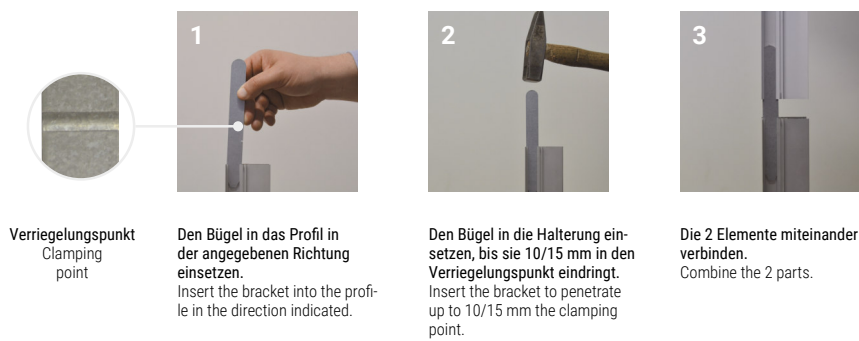 1
2
3
Verriegelungspunkt
Clamping
point
Den Bügel in das Profil in
der angegebenen Richtung
einsetzen.
Insert the bracket into the profi-
le in the direction indicated.
Den Bügel in die Halterung ein-
setzen, bis sie 10/15 mm in den
Verriegelungspunkt eindringt.
Insert the bracket to penetrate
up to 10/15 mm the clamping
point.
Die 2 Elemente miteinander
verbinden.
Combine the 2 parts.